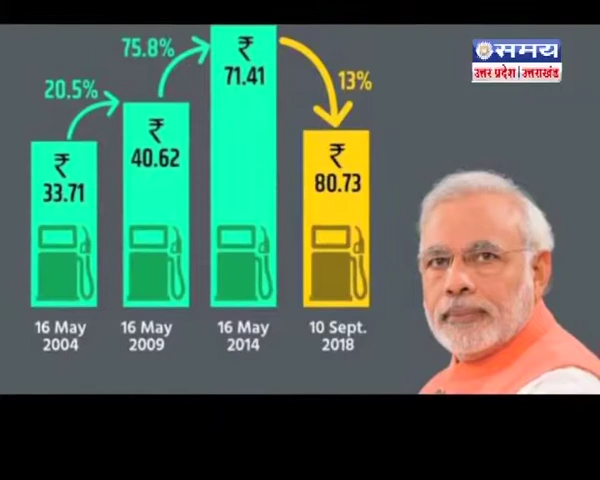 समय
उत्तर प्रदेश उत्तराखंड
20.5%
75.8%
13%
₹
33.71
₹
40.62
₹
71.41
₹
80.73
16 May
2004
16 May
2009
16 May
2014
10 Sept.
2018